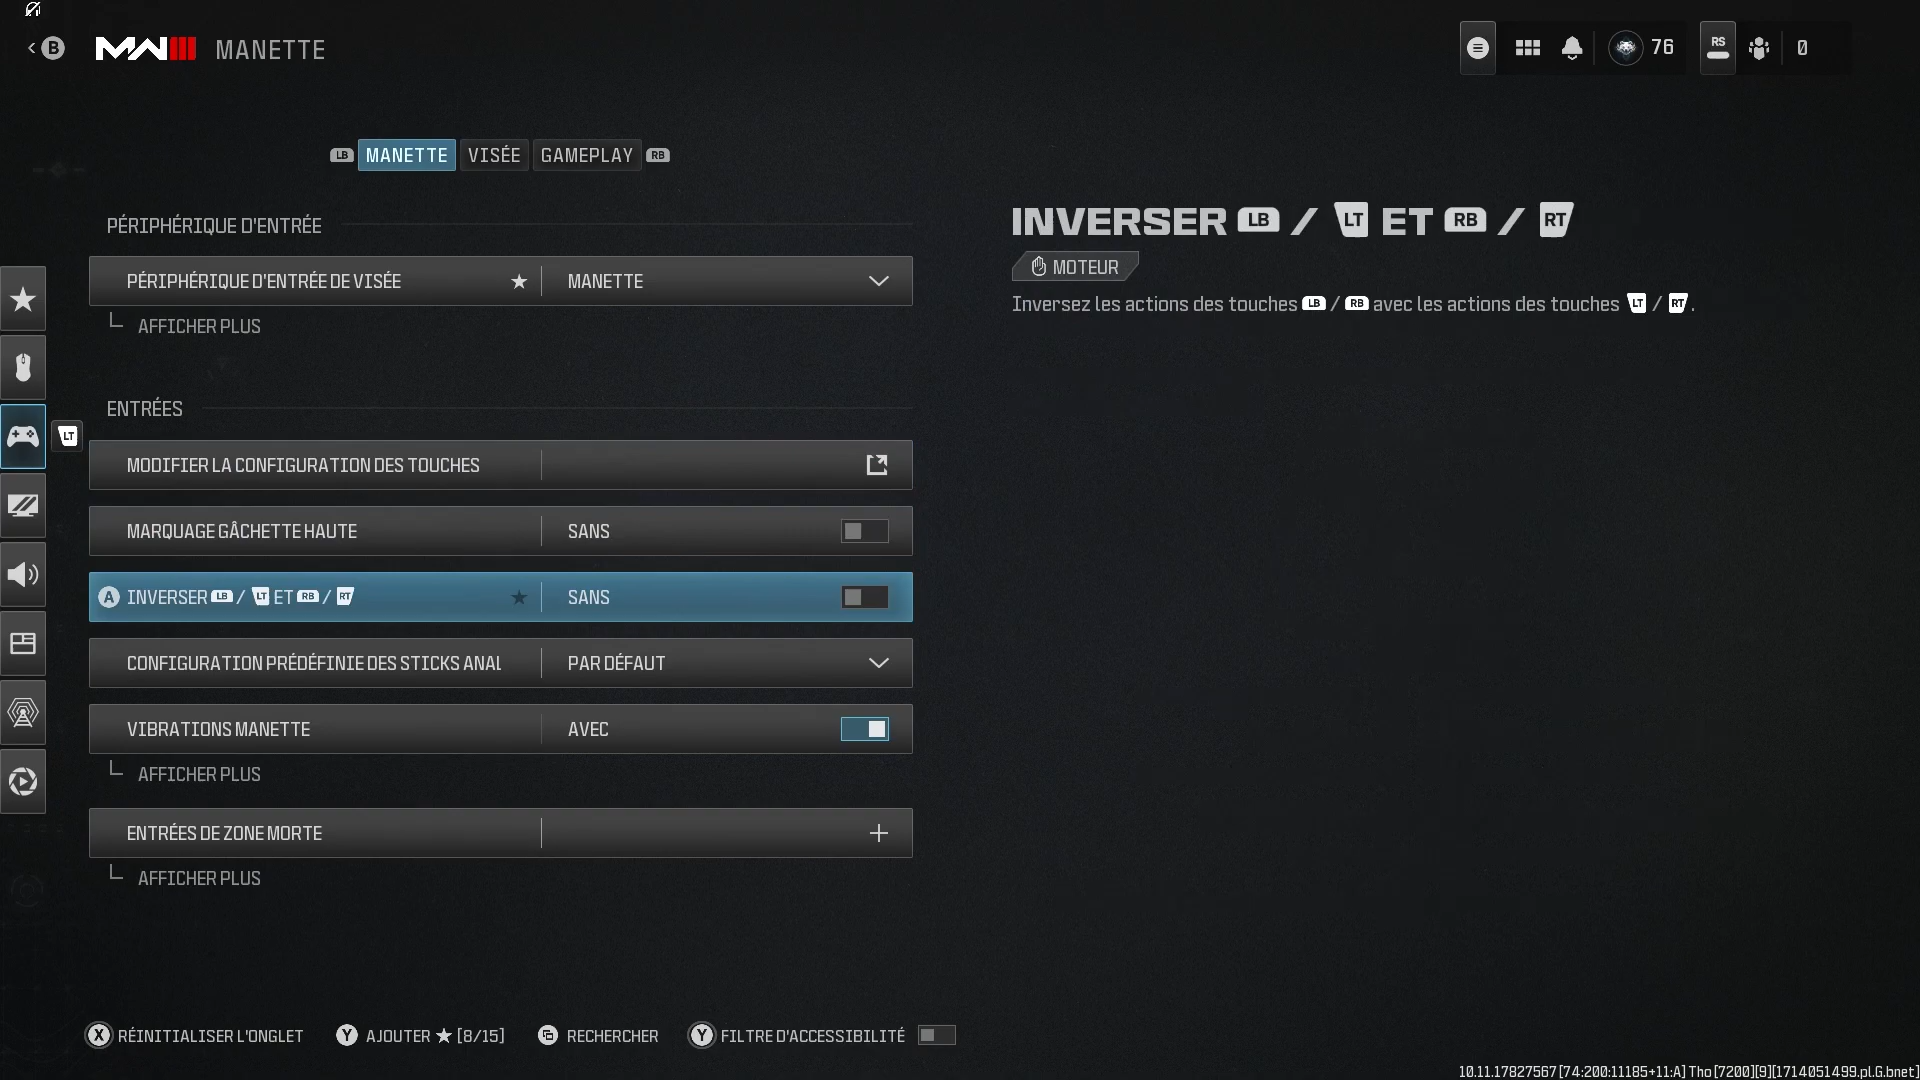 B MWIII MANETTE
76 RS 0
LB MANETTE VISÉE GAMEPLAY RB
PÉRIPHÉRIQUE D'ENTRÉE
PÉRIPHÉRIQUE D'ENTRÉE DE VISÉE MANETTE
AFFICHER PLUS
ENTRÉES
LT
MODIFIER LA CONFIGURATION DES TOUCHES
MARQUAGE GÂCHETTE HAUTE SANS
A INVERSER LB / LT ET RB / RT SANS
CONFIGURATION PRÉDÉFINIE DES STICKS ANAL PAR DÉFAUT
VIBRATIONS MANETTE AVEC
AFFICHER PLUS
ENTRÉES DE ZONE MORTE
AFFICHER PLUS
INVERSER LB / LT ET RB / RT
MOTEUR
Inversez les actions des touches LB / RB avec les actions des touches LT / RT .
X RÉINITIALISER L'ONGLET Y AJOUTER ★ [8/15] RECHERCHER Y FILTRE D'ACCESSIBILITÉ
10.11.17827567 [74:200:11185+11:A] Tho [7200][9][1714051499.pl.G.bnet]